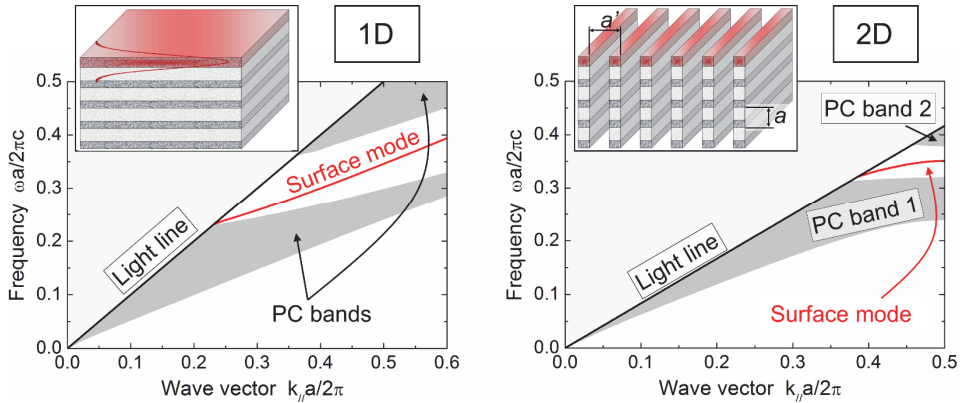 1D
0.5
0.4
0.3
0.2
0.1
0.0
Frequency ωa/2πc
Surface mode
Light line
PC bands
0.0 0.1 0.2 0.3 0.4 0.5 0.6
Wave vector k//a/2π
a'
2D
a
0.5
0.4
0.3
0.2
0.1
0.0
Frequency ωa/2πc
PC band 2
PC band 1
Light line
Surface mode
0.0 0.1 0.2 0.3 0.4 0.5
Wave vector k//a/2π